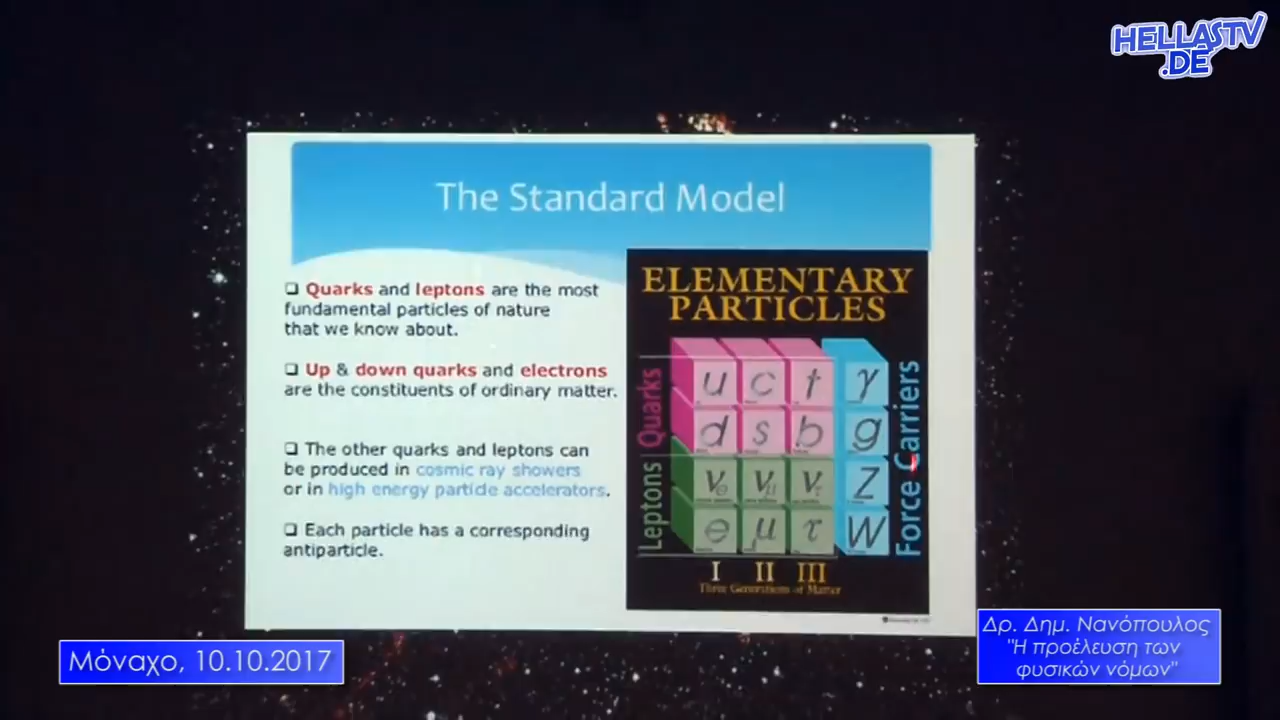 HELLASTV
.DE
The Standard Model
❑ Quarks and leptons are the most
fundamental particles of nature
that we know about.
❑ Up & down quarks and electrons
are the constituents of ordinary matter.
❑ The other quarks and leptons can
be produced in cosmic ray showers
or in high energy particle accelerators.
❑ Each particle has a corresponding
antiparticle.
ELEMENTARY
PARTICLES
Quarks
Leptons
u c t γ
d s b g
νe νμ ντ Z
e μ τ W
Force Carriers
I II III
Three Generations of Matter
Μόναχο, 10.10.2017
Δρ. Δημ. Νανόπουλος
"Η προέλευση των
φυσικών νόμων"